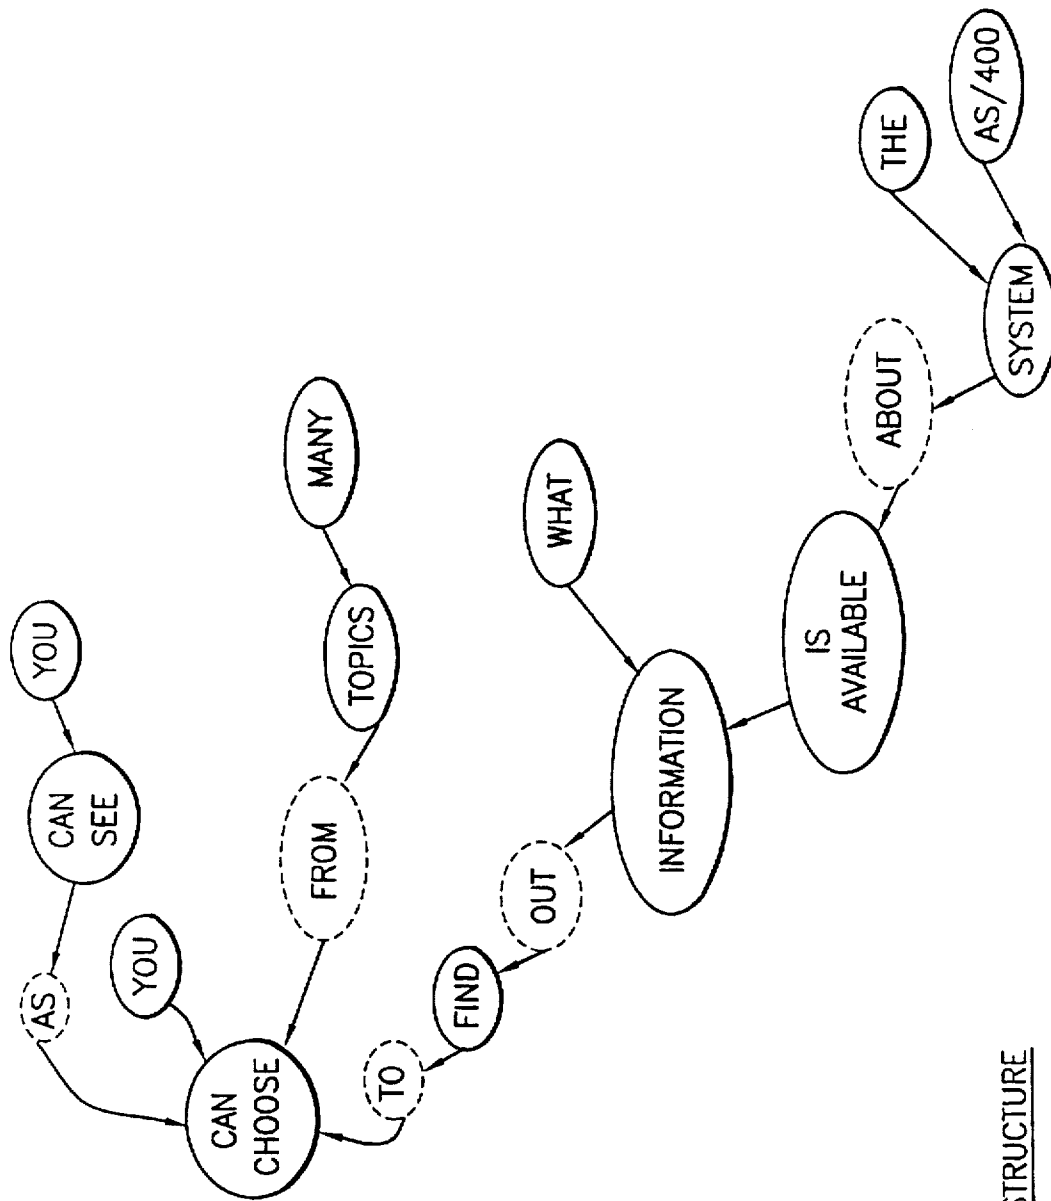 YOU
AS
CAN
SEE
YOU
CAN
CHOOSE
MANY
TOPICS
FROM
TO
FIND
OUT
WHAT
INFORMATION
IS
AVAILABLE
ABOUT
THE
AS/400
SYSTEM
STRUCTURE